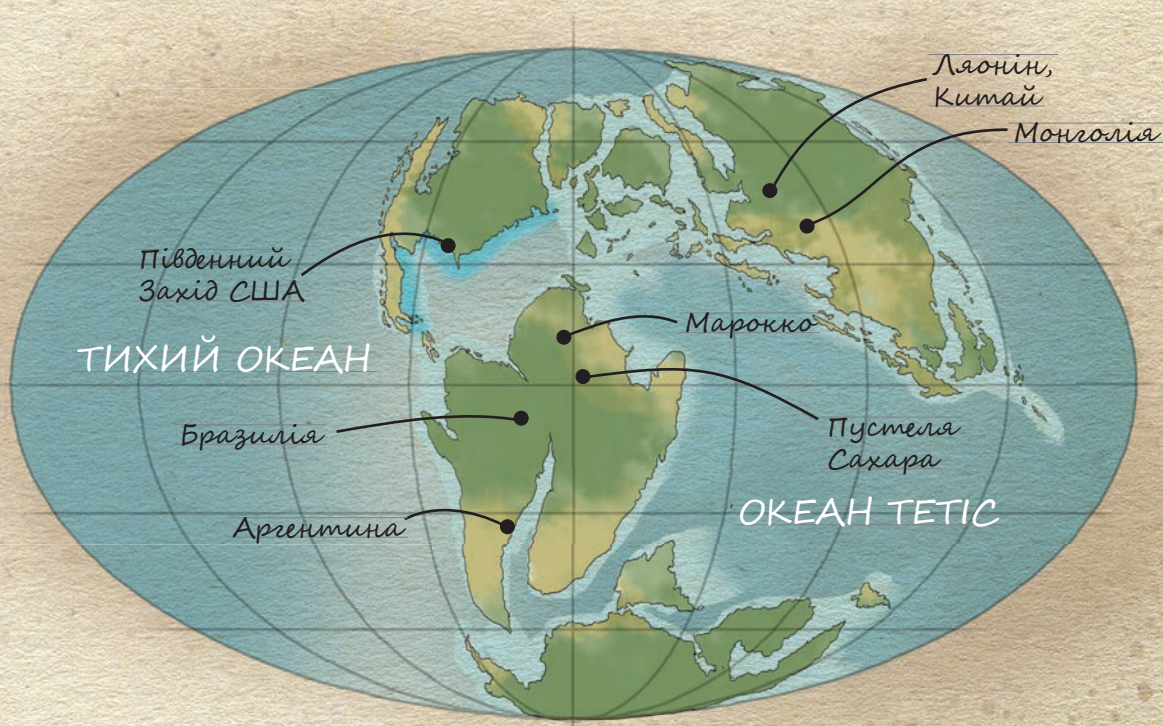 Ляонін,
Китай
Монголія
Південний
Захід США
Марокко
ТИХИЙ ОКЕАН
Бразилія
Пустеля
Сахара
ОКЕАН ТЕТІС
Аргентина